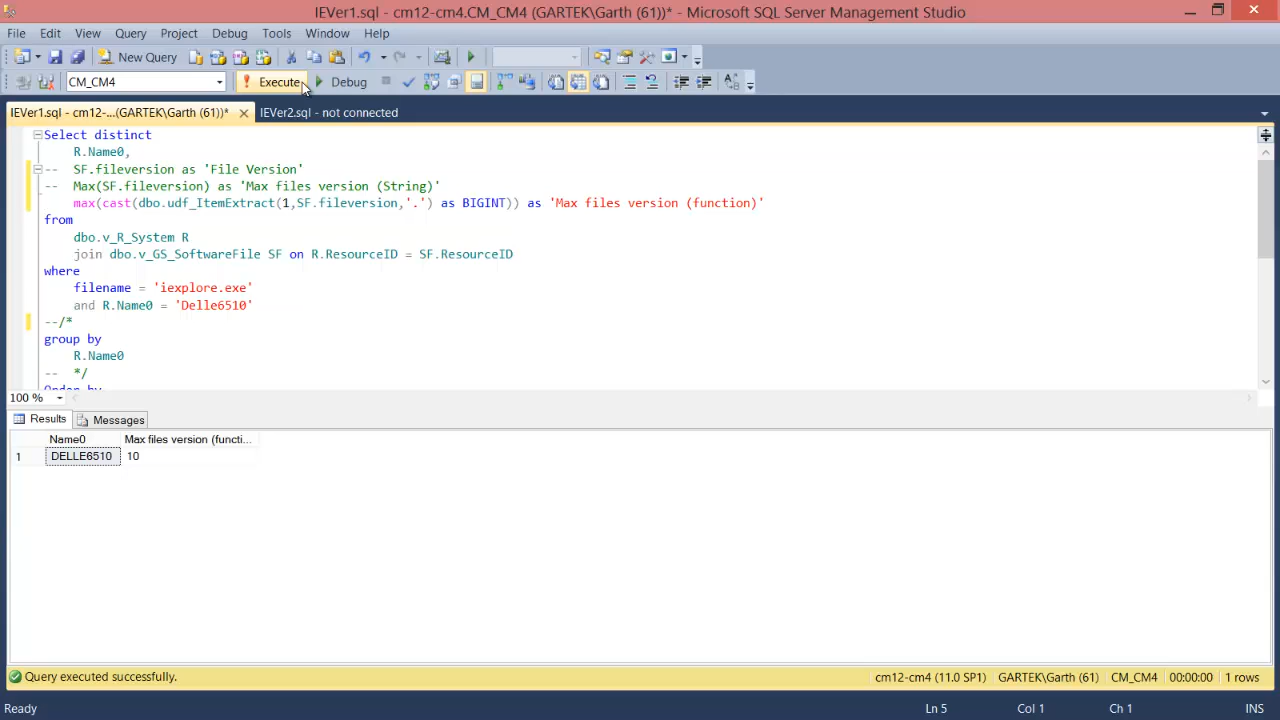 IEVer1.sql - cm12-cm4.CM_CM4 (GARTEK\Garth (61))* - Microsoft SQL Server Management Studio
File Edit View Query Project Debug Tools Window Help
New Query
CM_CM4 Execute Debug
IEVer1.sql - cm12-...(GARTEK\Garth (61))* IEVer2.sql - not connected
Select distinct
R.Name0,
-- SF.fileversion as 'File Version'
-- Max(SF.fileversion) as 'Max files version (String)'
max(cast(dbo.udf_ItemExtract(1,SF.fileversion,'.') as BIGINT)) as 'Max files version (function)'
from
dbo.v_R_System R
join dbo.v_GS_SoftwareFile SF on R.ResourceID = SF.ResourceID
where
filename = 'iexplore.exe'
and R.Name0 = 'Delle6510'
--/*
group by
R.Name0
-- */
Order by
100 %
Results Messages
Name0 Max files version (functi...
1 DELLE6510 10
Query executed successfully. cm12-cm4 (11.0 SP1) GARTEK\Garth (61) CM_CM4 00:00:00 1 rows
Ready Ln 5 Col 1 Ch 1 INS